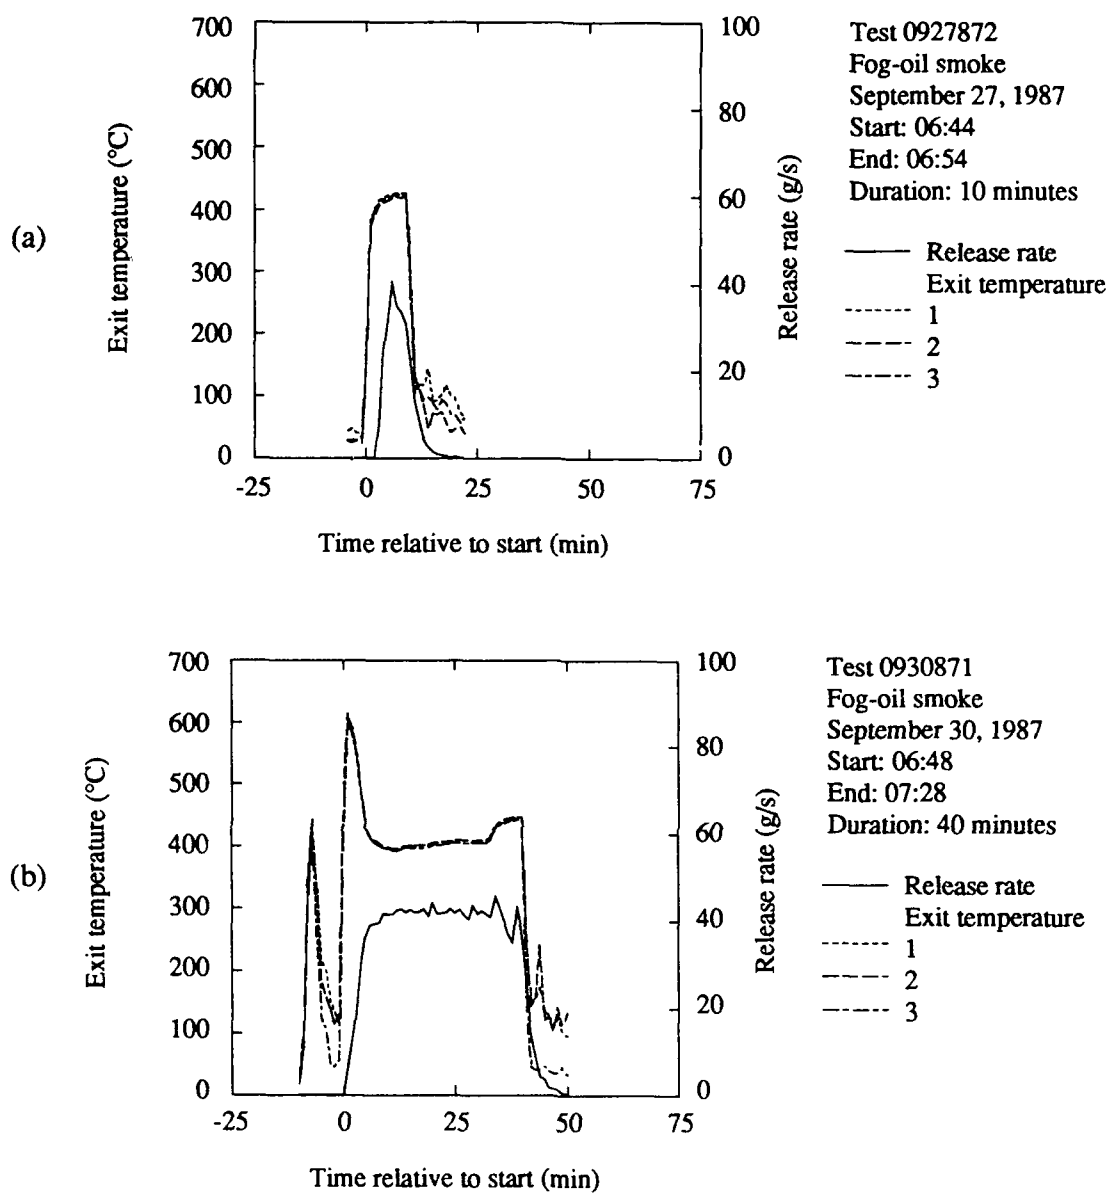 (a)
Exit temperature (°C)
700
600
500
400
300
200
100
0
-25
0
25
50
75
Time relative to start (min)
100
80
60
40
20
0
Release rate (g/s)
Test 0927872
Fog-oil smoke
September 27, 1987
Start: 06:44
End: 06:54
Duration: 10 minutes
Release rate
Exit temperature
1
2
3
(b)
Exit temperature (°C)
700
600
500
400
300
200
100
0
-25
0
25
50
75
Time relative to start (min)
100
80
60
40
20
0
Release rate (g/s)
Test 0930871
Fog-oil smoke
September 30, 1987
Start: 06:48
End: 07:28
Duration: 40 minutes
Release rate
Exit temperature
1
2
3